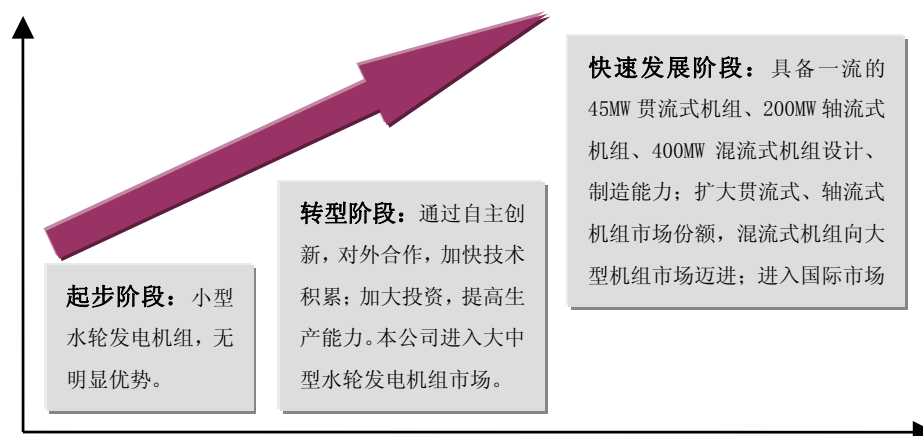 起步阶段：小型
水轮发电机组，无
明显优势。
转型阶段：通过自主创
新，对外合作，加快技术
积累；加大投资，提高生
产能力。本公司进入大中
型水轮发电机组市场。
快速发展阶段：具备一流的
45MW 贯流式机组、200MW 轴流式
机组、400MW 混流式机组设计、
制造能力；扩大贯流式、轴流式
机组市场份额，混流式机组向大
型机组市场迈进；进入国际市场